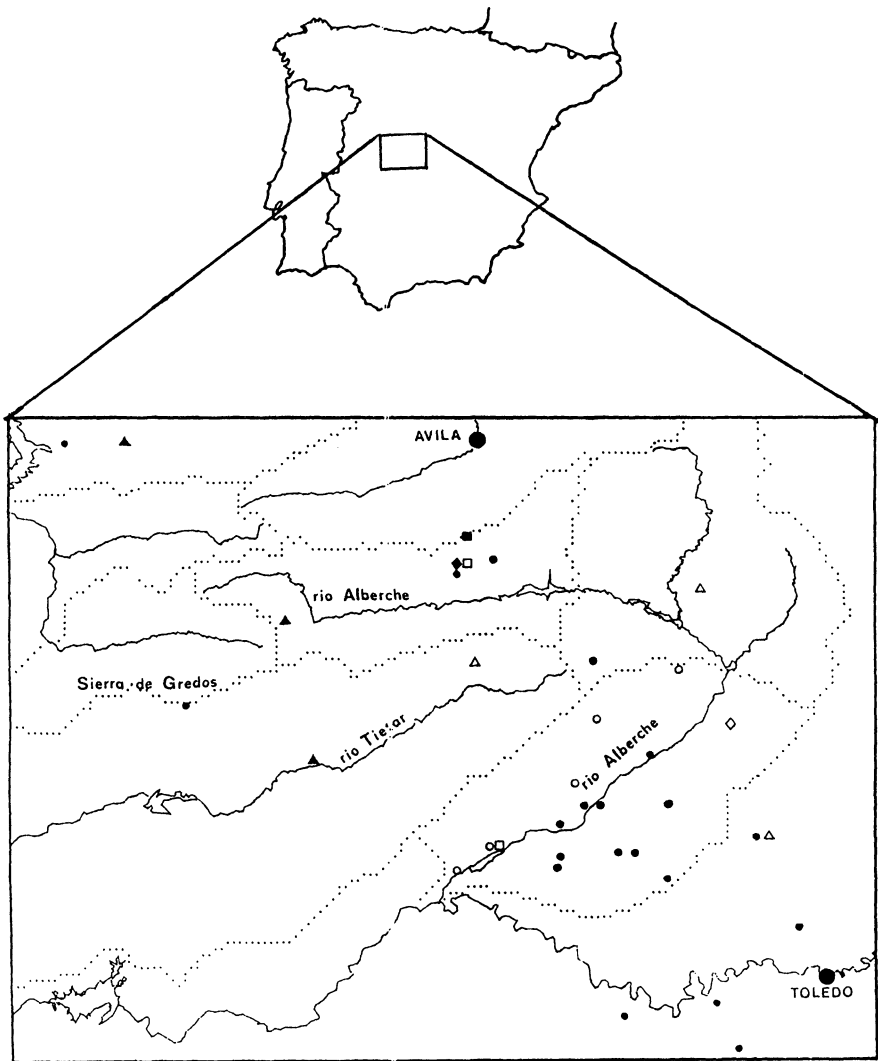 AVILA
rio Alberche
Sierra de Gredos
rio Tietar
rio Alberche
TOLEDO